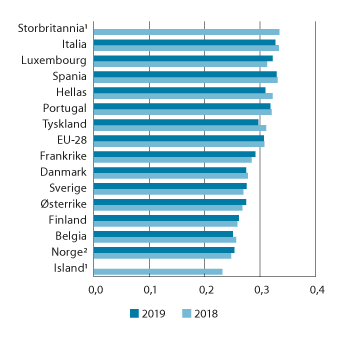 Storbritannia¹
Italia
Luxembourg
Spania
Hellas
Portugal
Tyskland
EU-28
Frankrike
Danmark
Sverige
Østerrike
Finland
Belgia
Norge²
Island¹
0,0 0,1 0,2 0,3 0,4
2019 2018